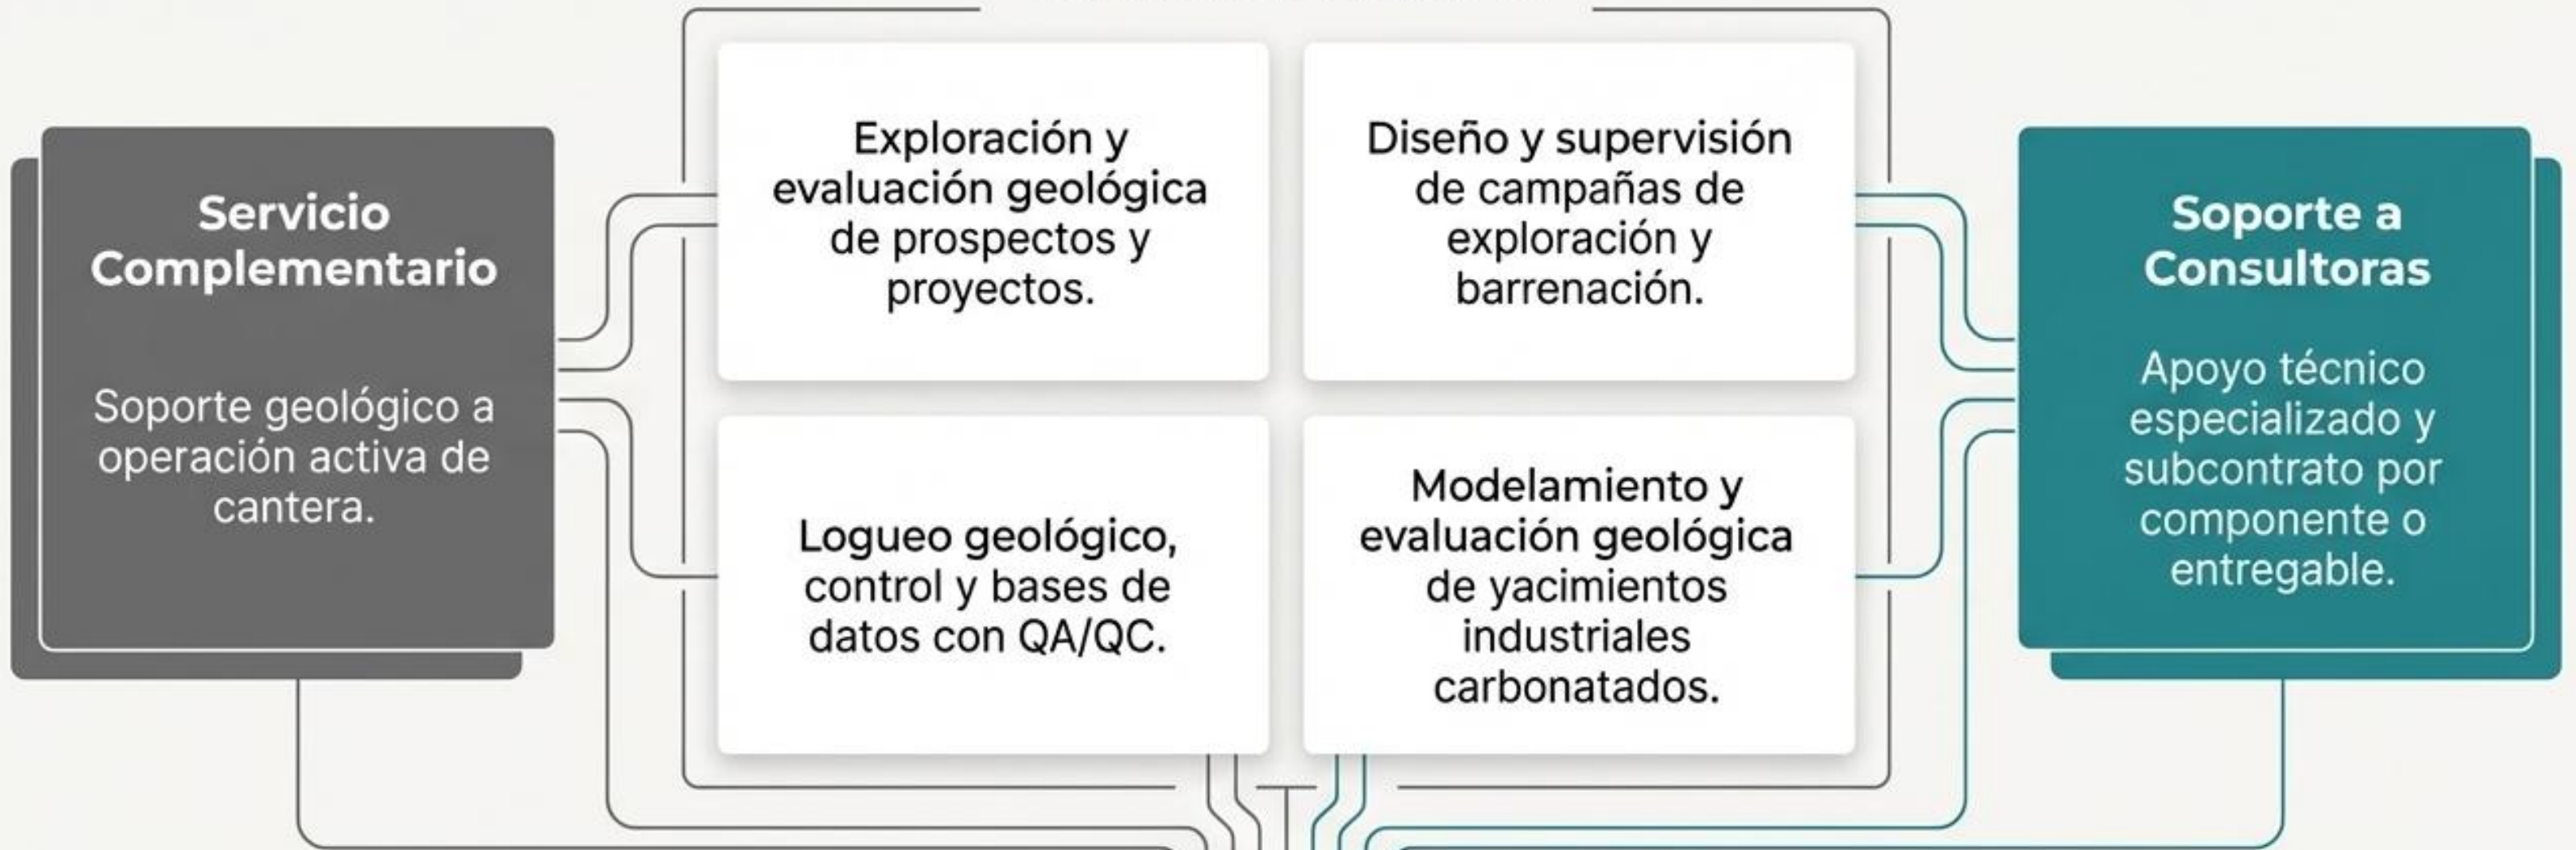 Servicio
Complementario
Soporte geológico a
operación activa de
cantera.
Exploración y
evaluación geológica
de prospectos y
proyectos.
Diseño y supervisión
de campañas de
exploración y
barrenación.
Logueo geológico,
control y bases de
datos con QA/QC.
Modelamiento y
evaluación geológica
de yacimientos
industriales
carbonatados.
Soporte a
Consultoras
Apoyo técnico
especializado y
subcontrato por
componente o
entregable.